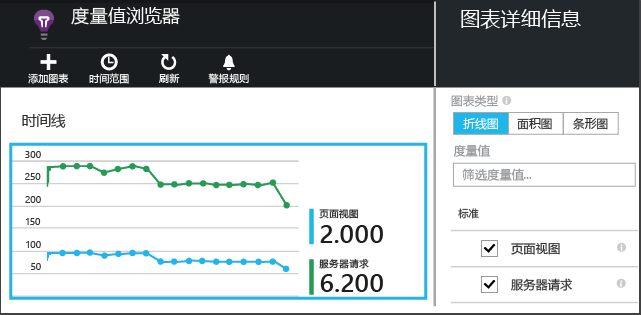 度量值浏览器
添加图表
时间范围
刷新
警报规则
时间线
300
250
200
150
100
50
页面视图
2.000
服务器请求
6.200
图表详细信息
图表类型
折线图
面积图
条形图
度量值
筛选度量值...
标准
页面视图
服务器请求